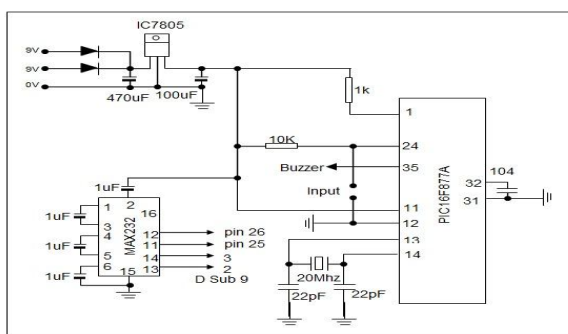 IC7805
9V
9V
0V
470uF
100uF
1k
1
10K
24
Buzzer
35
Input
PIC16F877A
104
32
31
11
12
13
14
20Mhz
22pF
22pF
1uF
2
16
1uF
1
3
MAX232
12
pin 26
11
pin 25
1uF
4
5
14
3
1uF
6
15
13
2
D Sub 9